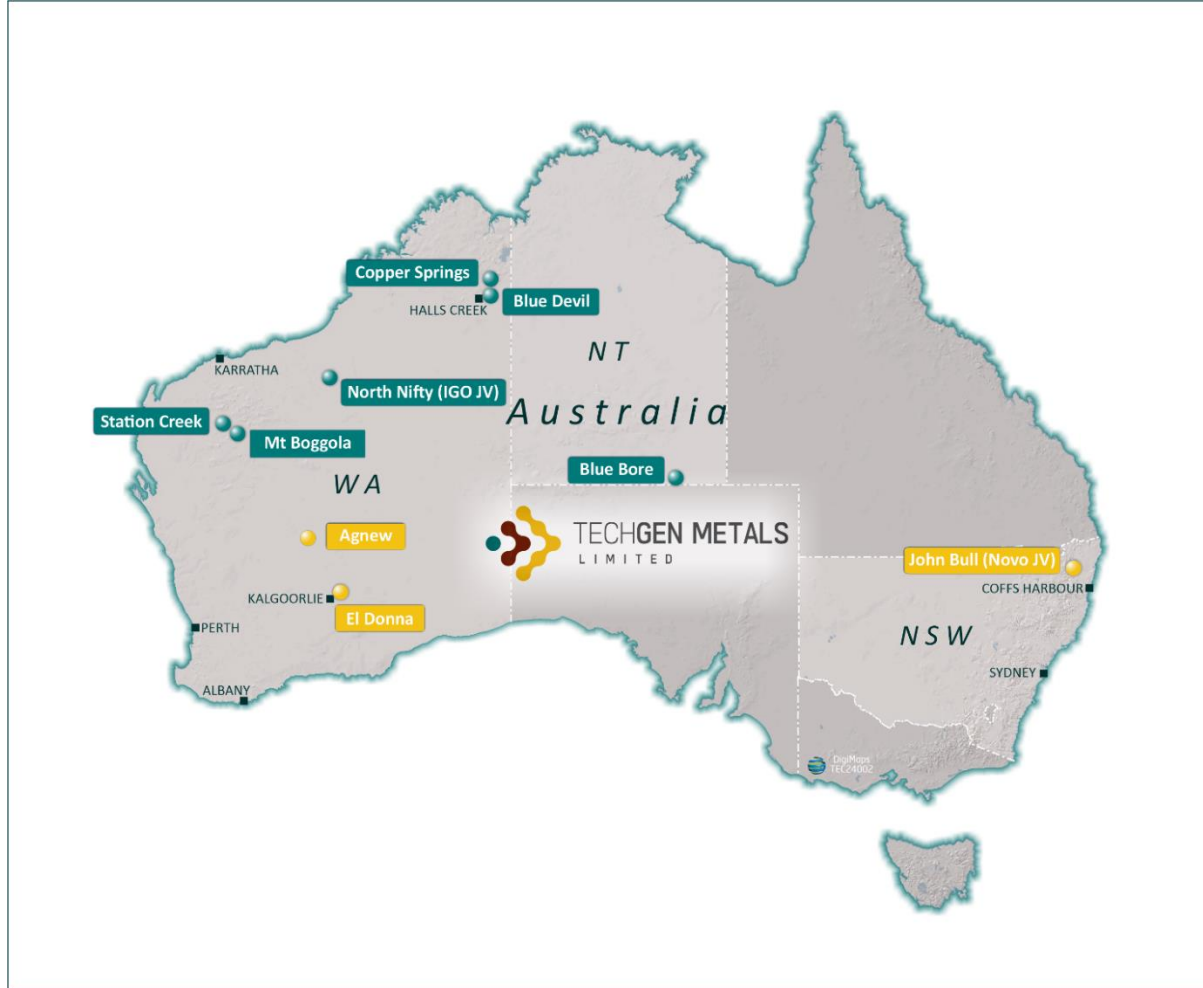 Copper Springs
HALLS CREEK
Blue Devil
NT
KARRATHA
North Nifty (IGO JV)
Australia
Station Creek
Mt Boggola
Blue Bore
WA
TECHGEN METALS
LIMITED
Agnew
John Bull (Novo JV)
COFFS HARBOUR
KALGOORLIE
El Donna
PERTH
NSW
SYDNEY
ALBANY
DigiMaps
TEC24002